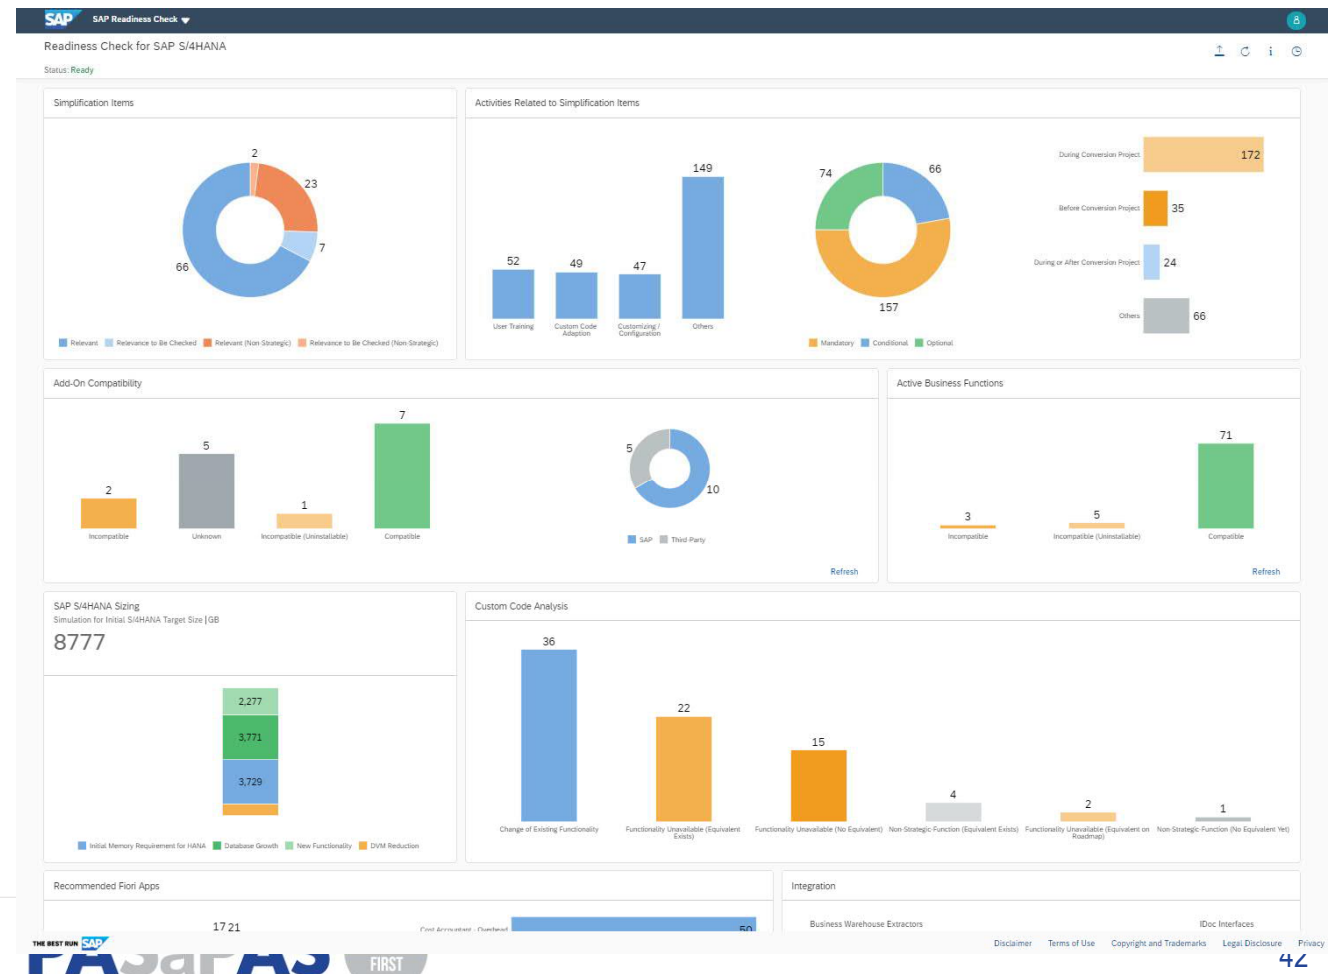 SAP SAP Readiness Check
Readiness Check for SAP S/4HANA
Status: Ready
Simplification Items
2
23
7
66
Relevant Relevance to Be Checked Relevant (Non-Strategic) Relevance to Be Checked (Non-Strategic)
Activities Related to Simplification Items
52
49
47
149
User Training
Custom Code
Adaption
Customizing /
Configuration
Others
74
66
157
Mandatory Conditional Optional
During Conversion Project 172
Before Conversion Project 35
During or After Conversion Project 24
Others 66
Add-On Compatibility
2
5
1
7
Incompatible Unknown Incompatible (Uninstallable) Compatible
5
10
SAP Third-Party
Refresh
Active Business Functions
3
5
71
Incompatible Incompatible (Uninstallable) Compatible
Refresh
SAP S/4HANA Sizing
Simulation for Initial S/4HANA Target Size | GB
8777
2,277
3,771
3,729
Initial Memory Requirement for HANA Database Growth New Functionality DVM Reduction
Custom Code Analysis
36
22
15
4
2
1
Change of Existing Functionality
Functionality Unavailable (Equivalent
Exists)
Functionality Unavailable (No Equivalent)
Non-Strategic-Function (Equivalent Exists)
Functionality Unavailable (Equivalent on
Roadmap)
Non-Strategic-Function (No Equivalent Yet)
Recommended Fiori Apps
1721
Cost Accountant - Overhead 50
Integration
Business Warehouse Extractors IDoc Interfaces
THE BEST RUN SAP
Disclaimer Terms of Use Copyright and Trademarks Legal Disclosure Privacy
PASaPAS FIRST
42